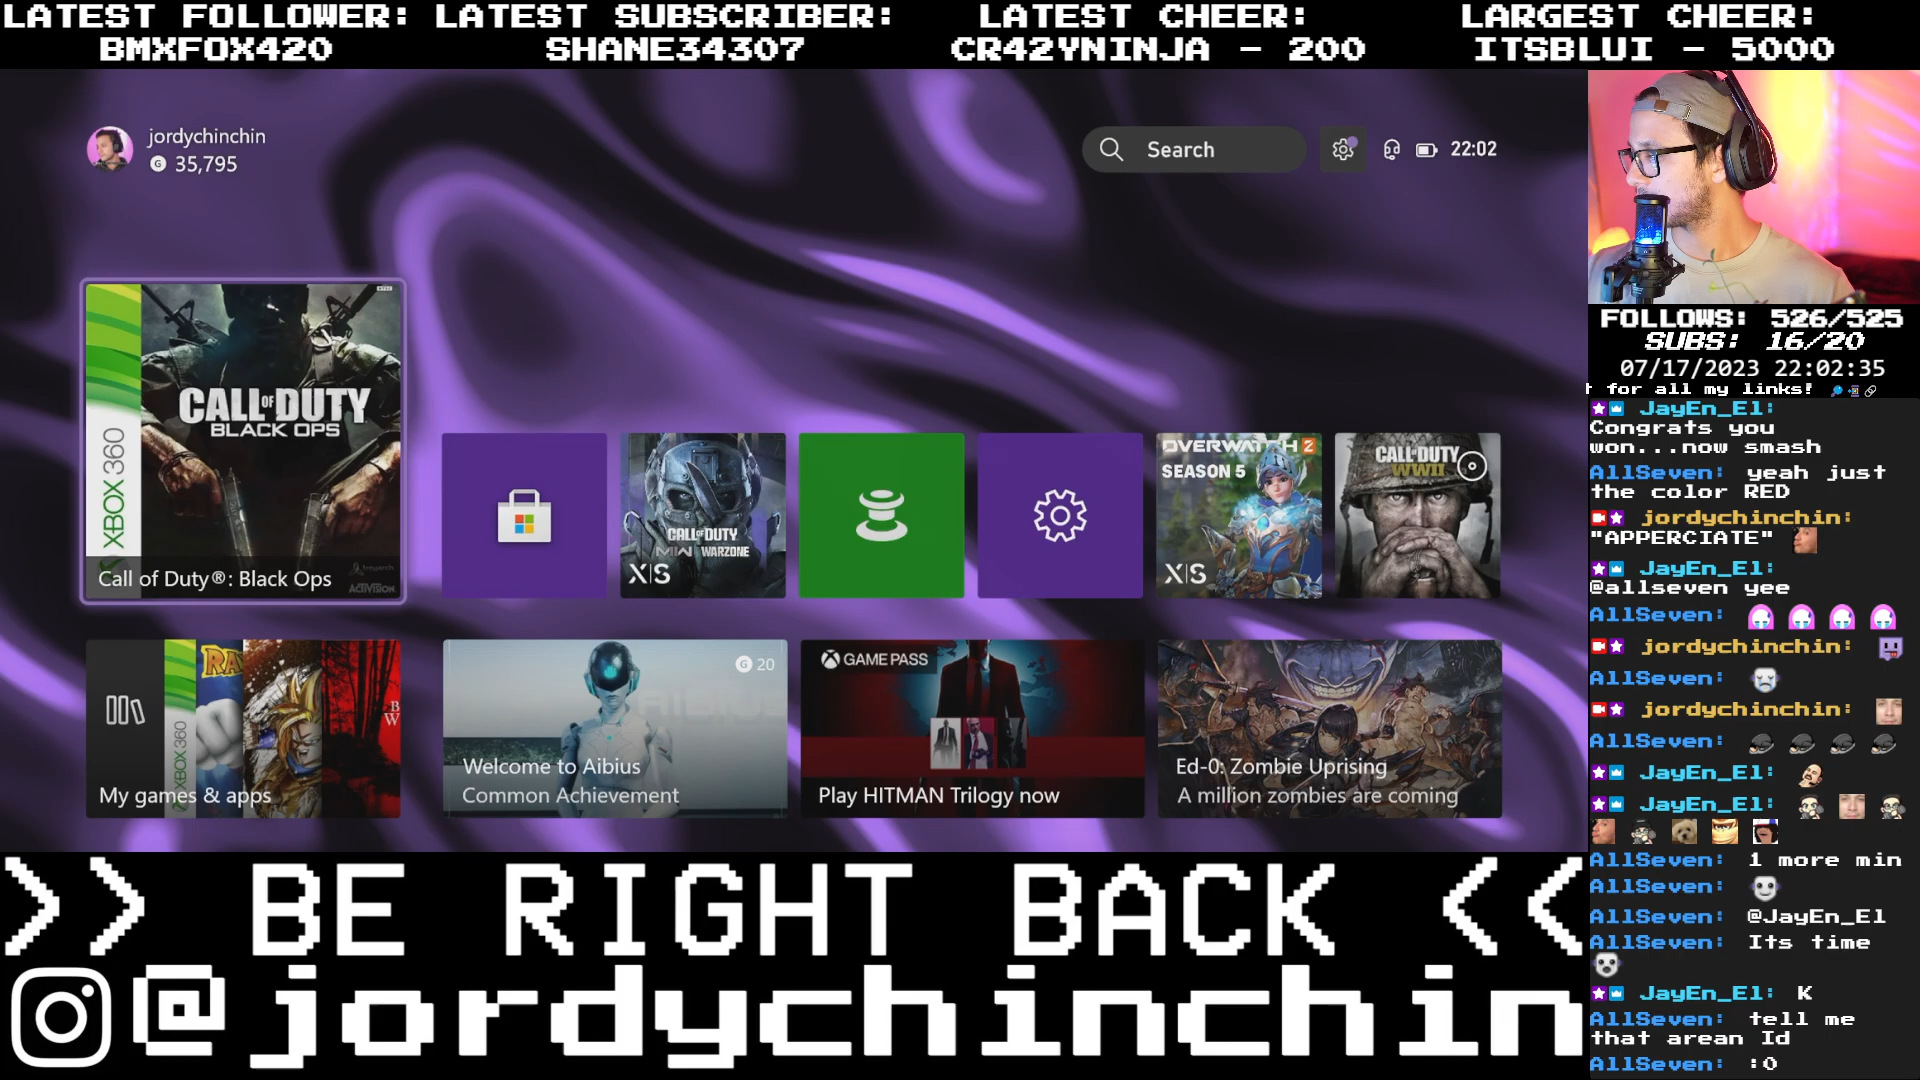 LATEST FOLLOWER:
BMXFOX420
LATEST SUBSCRIBER:
SHANE34307
LATEST CHEER:
CR42YNINJA - 200
LARGEST CHEER:
ITSBLUI - 5000
jordychinchin
G 35,795
Search
22:02
XBOX 360
CALL OF DUTY
BLACK OPS
Call of Duty®: Black Ops
ACTIVISION
CALL OF DUTY
MWII WARZONE
X|S
OVERWATCH 2
SEASON 5
X|S
CALL OF DUTY
WWII
XBOX 360
RA
B
W
My games & apps
G 20
Welcome to Aibius
Common Achievement
GAME PASS
Play HITMAN Trilogy now
Ed-0: Zombie Uprising
A million zombies are coming
>> BE RIGHT BACK <<
@jordychinchin
FOLLOWS: 526/525
SUBS: 16/20
07/17/2023 22:02:35
t for all my links!
JayEn_El:
Congrats you
won...now smash
AllSeven: yeah just
the color RED
jordychinchin:
"APPERCIATE"
JayEn_El:
@allseven yee
AllSeven:
jordychinchin:
AllSeven:
jordychinchin:
AllSeven:
JayEn_El:
JayEn_El:
AllSeven: 1 more min
AllSeven:
AllSeven: @JayEn_El
AllSeven: Its time
JayEn_El: K
AllSeven: tell me
that arean Id
AllSeven: :O